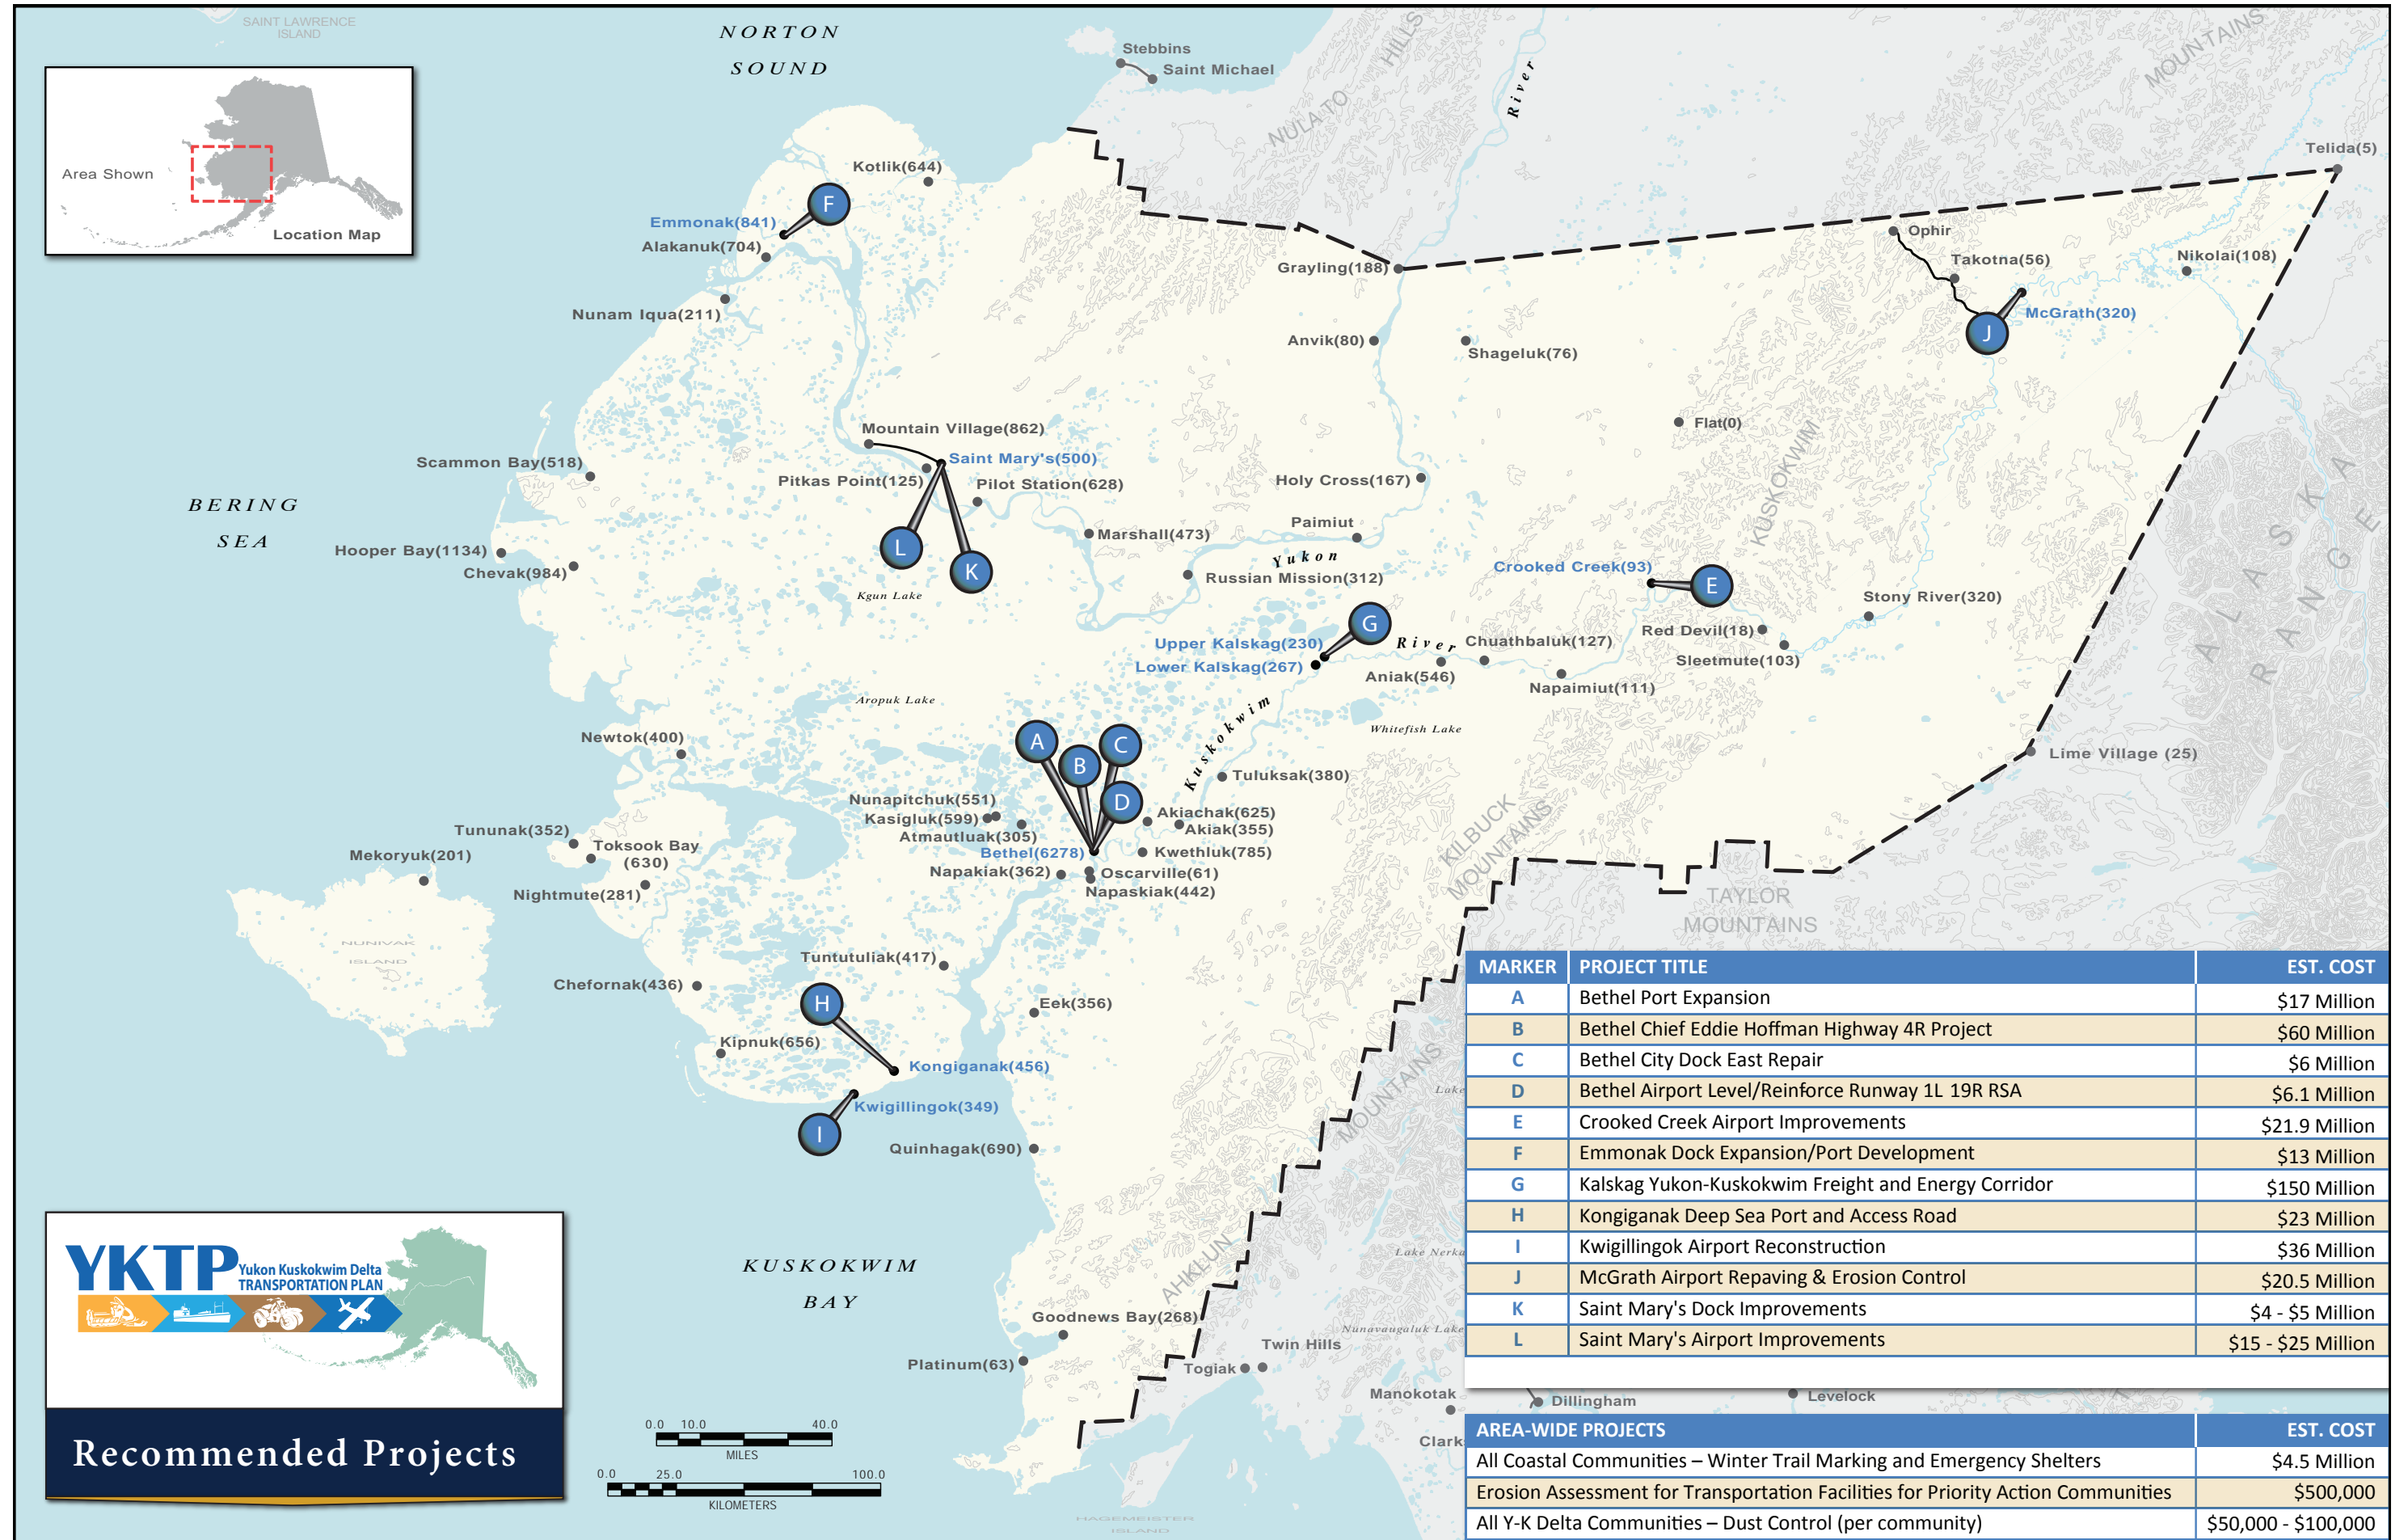 SAINT LAWRENCE
ISLAND
NORTON
SOUND
Stebbins
Saint Michael
NULATO
HILLS
River
MOUNTAINS
Area Shown
Location Map
Telida(5)
Kotlik(644)
F
Emmonak(841)
Alakanuk(704)
Nunam Iqua(211)
Grayling(188)
Ophir
Takotna(56)
Nikolai(108)
McGrath(320)
J
Anvik(80)
Shageluk(76)
Flat(0)
Mountain Village(862)
Saint Mary's(500)
Scammon Bay(518)
Pitkas Point(125)
Pilot Station(628)
Holy Cross(167)
KUSKOKWIM
ALASKA
RANGE
BERING
SEA
Hooper Bay(1134)
Chevak(984)
L
K
Marshall(473)
Paimiut
Yukon
Russian Mission(312)
Kgun Lake
Crooked Creek(93)
E
Stony River(320)
G
Upper Kalskag(230)
Lower Kalskag(267)
River
Chuathbaluk(127)
Red Devil(18)
Sleetmute(103)
Aniak(546)
Napaimiut(111)
Aropuk Lake
Kuskokwim
Whitefish Lake
Newtok(400)
A
B
C
D
Lime Village (25)
Tuluksak(380)
Nunapitchuk(551)
Kasigluk(599)
Atmautluak(305)
Akiachak(625)
Akiak(355)
Bethel(6278)
Kwethluk(785)
Napakiak(362)
Oscarville(61)
Napaskiak(442)
KILBUCK
MOUNTAINS
Tununak(352)
Toksook Bay
(630)
Mekoryuk(201)
Nightmute(281)
TAYLOR
MOUNTAINS
NUNIVAK
ISLAND
Tuntutuliak(417)
Chefornak(436)
H
Eek(356)
Kipnuk(656)
Kongiganak(456)
Kwigillingok(349)
I
Quinhagak(690)
MOUNTAINS
AHKLUN
Lake
Lake Nerka
Nunavaugaluk Lake
KUSKOKWIM
BAY
Goodnews Bay(268)
Platinum(63)
Togiak
Twin Hills
Manokotak
Dillingham
Levelock
Clark
HAGEMEISTER
ISLAND
MARKER PROJECT TITLE EST. COST
A Bethel Port Expansion $17 Million
B Bethel Chief Eddie Hoffman Highway 4R Project $60 Million
C Bethel City Dock East Repair $6 Million
D Bethel Airport Level/Reinforce Runway 1L 19R RSA $6.1 Million
E Crooked Creek Airport Improvements $21.9 Million
F Emmonak Dock Expansion/Port Development $13 Million
G Kalskag Yukon-Kuskokwim Freight and Energy Corridor $150 Million
H Kongiganak Deep Sea Port and Access Road $23 Million
I Kwigillingok Airport Reconstruction $36 Million
J McGrath Airport Repaving & Erosion Control $20.5 Million
K Saint Mary's Dock Improvements $4 - $5 Million
L Saint Mary's Airport Improvements $15 - $25 Million
AREA-WIDE PROJECTS EST. COST
All Coastal Communities – Winter Trail Marking and Emergency Shelters $4.5 Million
Erosion Assessment for Transportation Facilities for Priority Action Communities $500,000
All Y-K Delta Communities – Dust Control (per community) $50,000 - $100,000
YKTP
Yukon Kuskokwim Delta
TRANSPORTATION PLAN
Recommended Projects
0.0 10.0 40.0
MILES
0.0 25.0 100.0
KILOMETERS